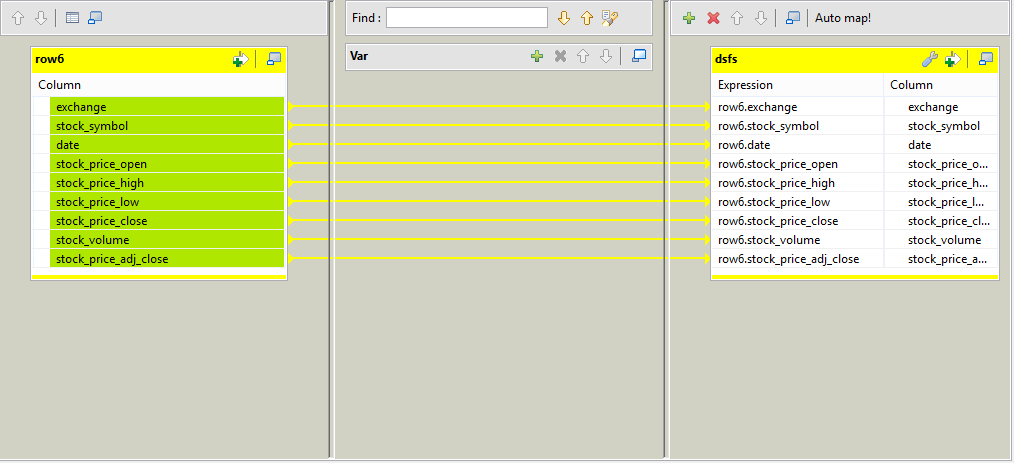 Find :
Auto map!
row6
Var
dsfs
Column
Expression Column
exchange
row6.exchange exchange
stock_symbol
row6.stock_symbol stock_symbol
date
row6.date date
stock_price_open
row6.stock_price_open stock_price_o...
stock_price_high
row6.stock_price_high stock_price_h...
stock_price_low
row6.stock_price_low stock_price_l...
stock_price_close
row6.stock_price_close stock_price_cl...
stock_volume
row6.stock_volume stock_volume
stock_price_adj_close
row6.stock_price_adj_close stock_price_a...